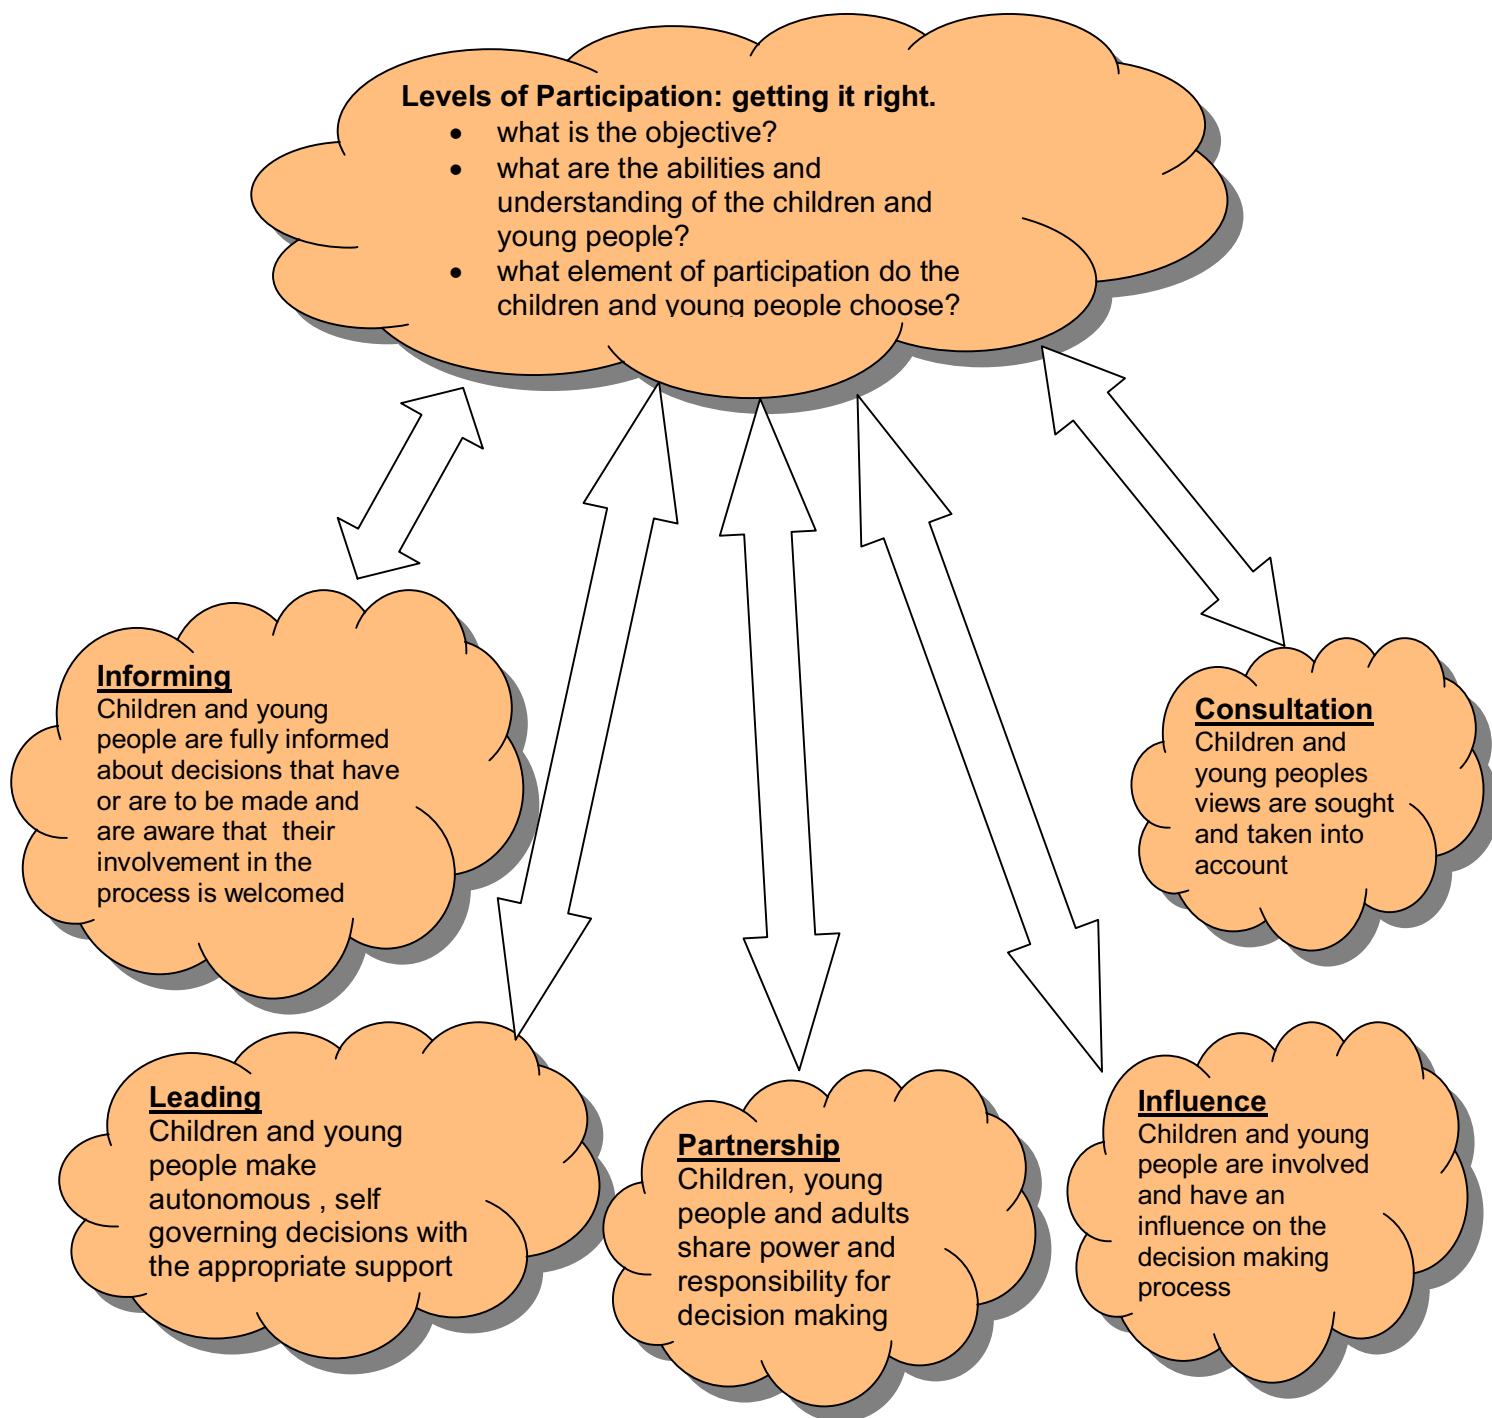 Levels of Participation: getting it right.
• what is the objective?
• what are the abilities and
understanding of the children and
young people?
• what element of participation do the
children and young people choose?
Informing
Children and young
people are fully informed
about decisions that have
or are to be made and
are aware that  their
involvement in the
process is welcomed
Consultation
Children and
young peoples
views are sought
and taken into
account
Leading
Children and young
people make
autonomous , self
governing decisions with
the appropriate support
Partnership
Children, young
people and adults
share power and
responsibility for
decision making
Influence
Children and young
people are involved
and have an
influence on the
decision making
process